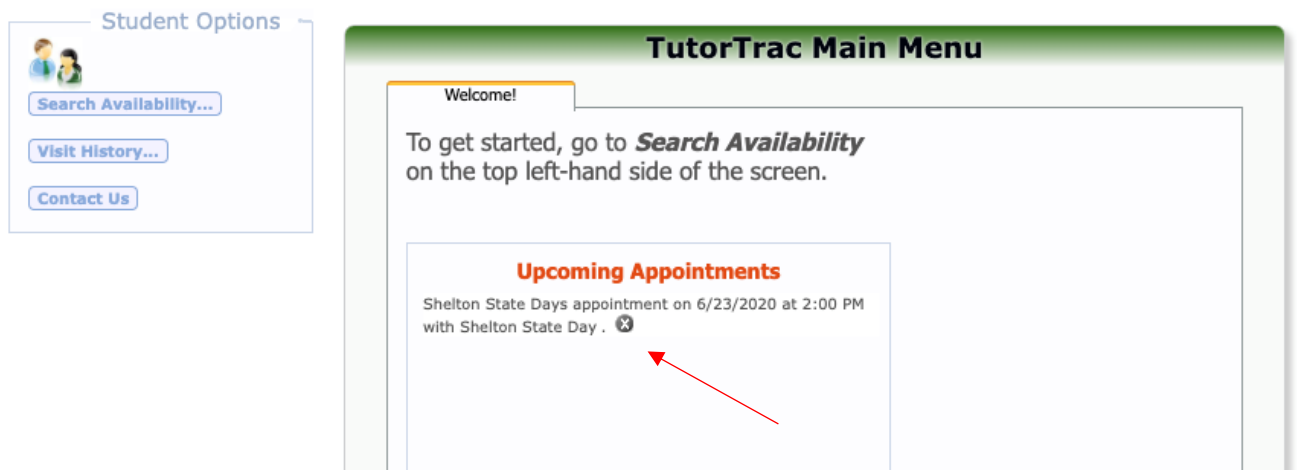 Student Options
Search Availability...
Visit History...
Contact Us
TutorTrac Main Menu
Welcome!
To get started, go to Search Availability
on the top left-hand side of the screen.
Upcoming Appointments
Shelton State Days appointment on 6/23/2020 at 2:00 PM
with Shelton State Day .